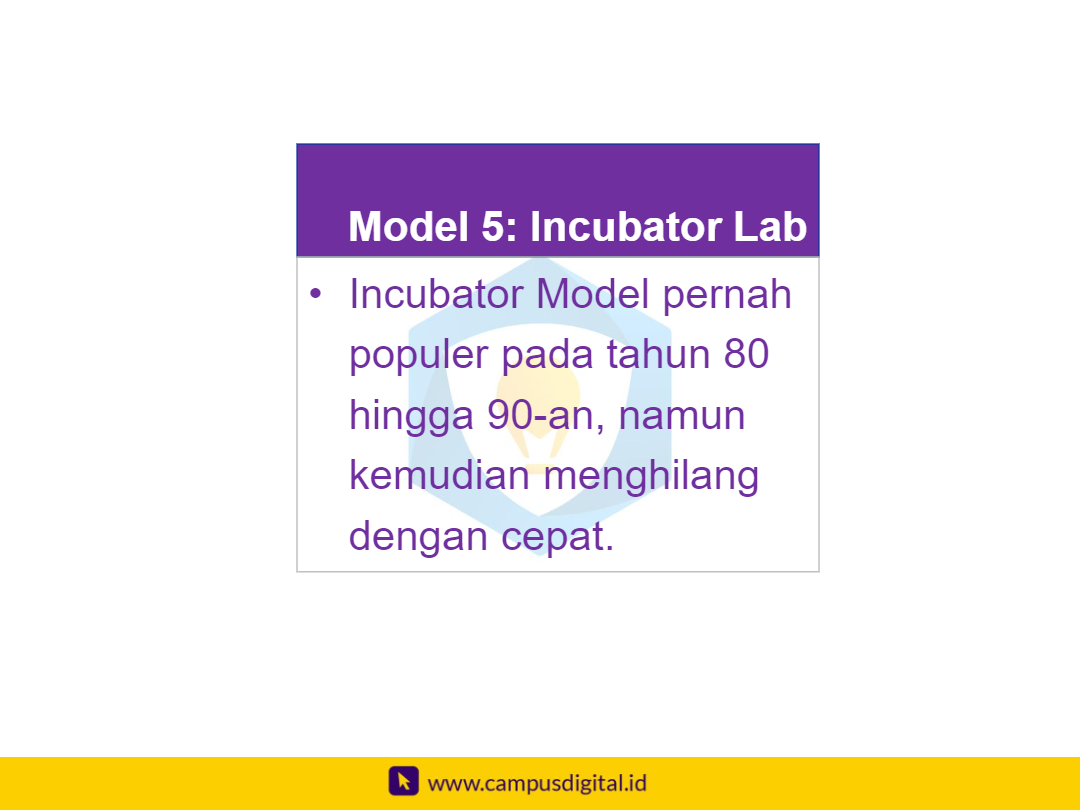 Model 5: Incubator Lab
• Incubator Model pernah
populer pada tahun 80
hingga 90-an, namun
kemudian menghilang
dengan cepat.
www.campusdigital.id